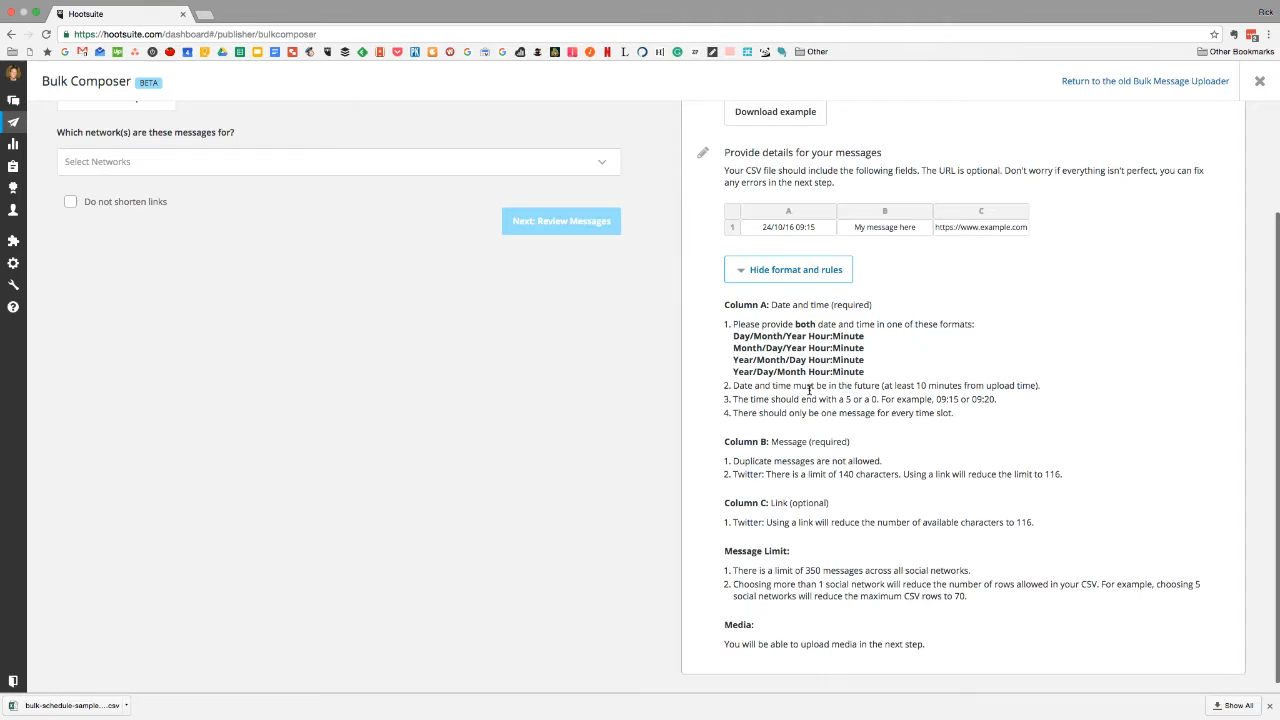 Hootsuite
Rick
https://hootsuite.com/dashboard#/publisher/bulkcomposer
Other
Other Bookmarks
Bulk Composer BETA
Return to the old Bulk Message Uploader
Which network(s) are these messages for?
Select Networks
Do not shorten links
Next: Review Messages
Download example
Provide details for your messages
Your CSV file should include the following fields. The URL is optional. Don't worry if everything isn't perfect, you can fix
any errors in the next step.
A B C
1 24/10/16 09:15 My message here https://www.example.com
Hide format and rules
Column A: Date and time (required)
1. Please provide both date and time in one of these formats:
Day/Month/Year Hour:Minute
Month/Day/Year Hour:Minute
Year/Month/Day Hour:Minute
Year/Day/Month Hour:Minute
2. Date and time must be in the future (at least 10 minutes from upload time).
3. The time should end with a 5 or a 0. For example, 09:15 or 09:20.
4. There should only be one message for every time slot.
Column B: Message (required)
1. Duplicate messages are not allowed.
2. Twitter: There is a limit of 140 characters. Using a link will reduce the limit to 116.
Column C: Link (optional)
1. Twitter: Using a link will reduce the number of available characters to 116.
Message Limit:
1. There is a limit of 350 messages across all social networks.
2. Choosing more than 1 social network will reduce the number of rows allowed in your CSV. For example, choosing 5
social networks will reduce the maximum CSV rows to 70.
Media:
You will be able to upload media in the next step.
bulk-schedule-sample....csv
Show All